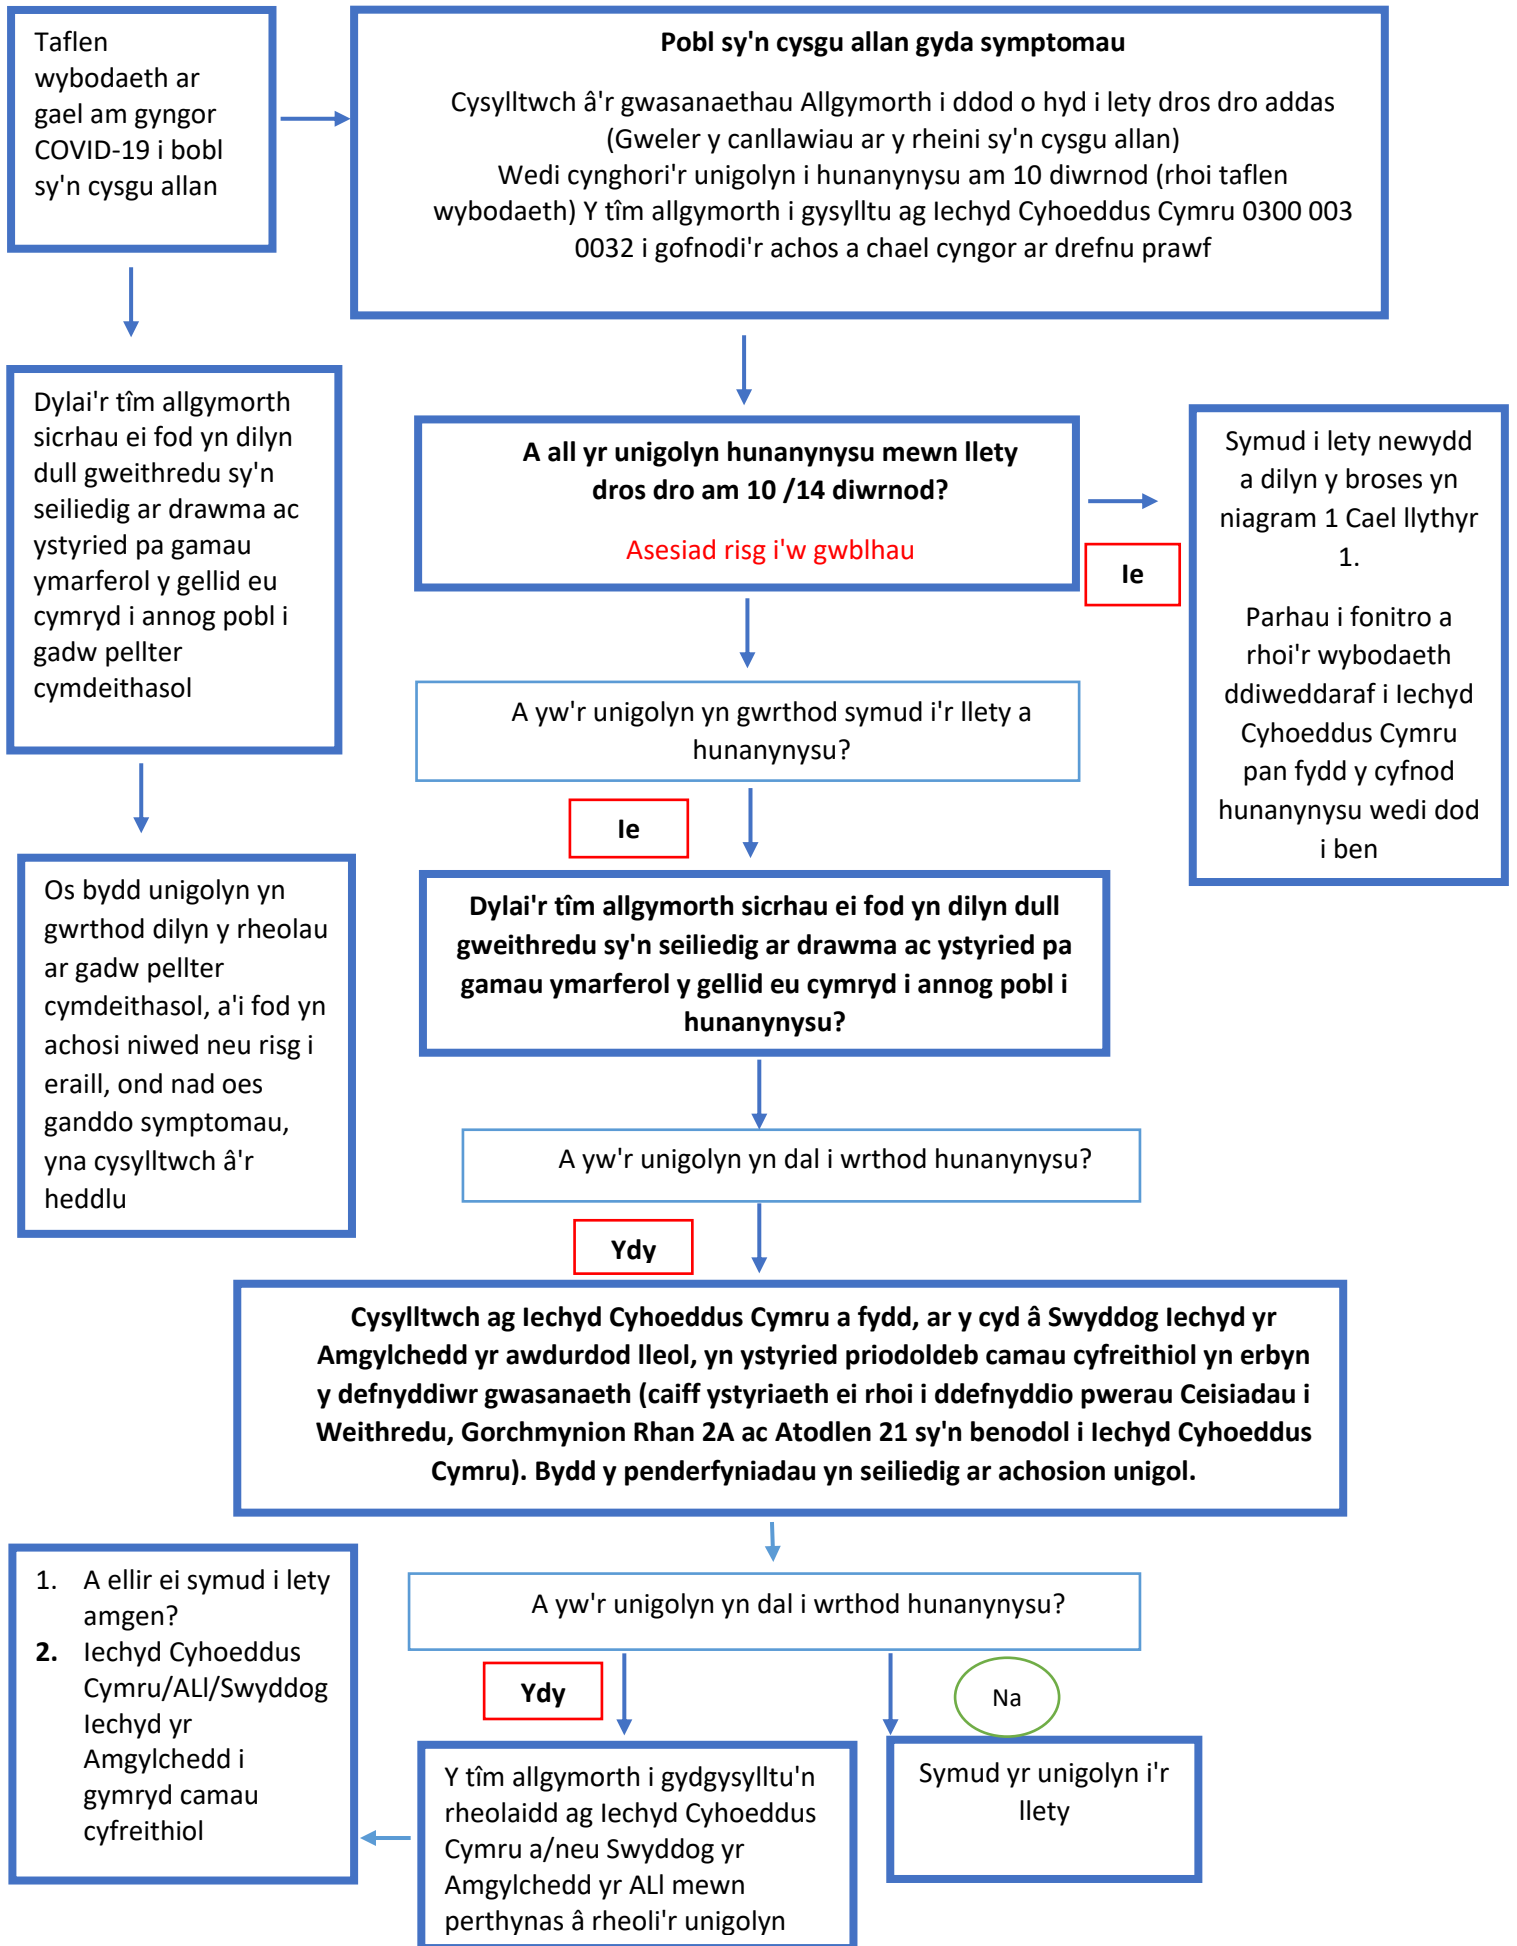 Taflen
wybodaeth ar
gael am gyngor
COVID-19 i bobl
sy'n cysgu allan
Pobl sy'n cysgu allan gyda symptomau
Cysylltwch â'r gwasanaethau Allgymorth i ddod o hyd i lety dros dro addas
(Gweler y canllawiau ar y rheini sy'n cysgu allan)
Wedi cynghori'r unigolyn i hunanynysu am 10 diwrnod (rhoi taflen
wybodaeth) Y tîm allgymorth i gysylltu ag Iechyd Cyhoeddus Cymru 0300 003
0032 i gofnodi'r achos a chael cyngor ar drefnu prawf
Dylai'r tîm allgymorth
sicrhau ei fod yn dilyn
dull gweithredu sy'n
seiliedig ar drawma ac
ystyried pa gamau
ymarferol y gellid eu
cymryd i annog pobl i
gadw pellter
cymdeithasol
A all yr unigolyn hunanynysu mewn llety
dros dro am 10 /14 diwrnod?
Asesiad risg i'w gwblhau
Ie
Symud i lety newydd
a dilyn y broses yn
niagram 1 Cael llythyr
1.
Parhau i fonitro a
rhoi'r wybodaeth
ddiweddaraf i Iechyd
Cyhoeddus Cymru
pan fydd y cyfnod
hunanynysu wedi dod
i ben
A yw'r unigolyn yn gwrthod symud i'r llety a
hunanynysu?
Ie
Os bydd unigolyn yn
gwrthod dilyn y rheolau
ar gadw pellter
cymdeithasol, a'i fod yn
achosi niwed neu risg i
eraill, ond nad oes
ganddo symptomau,
yna cysylltwch â'r
heddlu
Dylai'r tîm allgymorth sicrhau ei fod yn dilyn dull
gweithredu sy'n seiliedig ar drawma ac ystyried pa
gamau ymarferol y gellid eu cymryd i annog pobl i
hunanynysu?
A yw'r unigolyn yn dal i wrthod hunanynysu?
Ydy
Cysylltwch ag Iechyd Cyhoeddus Cymru a fydd, ar y cyd â Swyddog Iechyd yr
Amgylchedd yr awdurdod lleol, yn ystyried priodoldeb camau cyfreithiol yn erbyn
y defnyddiwr gwasanaeth (caiff ystyriaeth ei rhoi i ddefnyddio pwerau Ceisiadau i
Weithredu, Gorchmynion Rhan 2A ac Atodlen 21 sy'n benodol i Iechyd Cyhoeddus
Cymru). Bydd y penderfyniadau yn seiliedig ar achosion unigol.
1. A ellir ei symud i lety
amgen?
2. Iechyd Cyhoeddus
Cymru/ALl/Swyddog
Iechyd yr
Amgylchedd i
gymryd camau
cyfreithiol
A yw'r unigolyn yn dal i wrthod hunanynysu?
Ydy
Na
Y tîm allgymorth i gydgysylltu'n
rheolaidd ag Iechyd Cyhoeddus
Cymru a/neu Swyddog yr
Amgylchedd yr ALl mewn
perthynas â rheoli'r unigolyn
Symud yr unigolyn i'r
llety